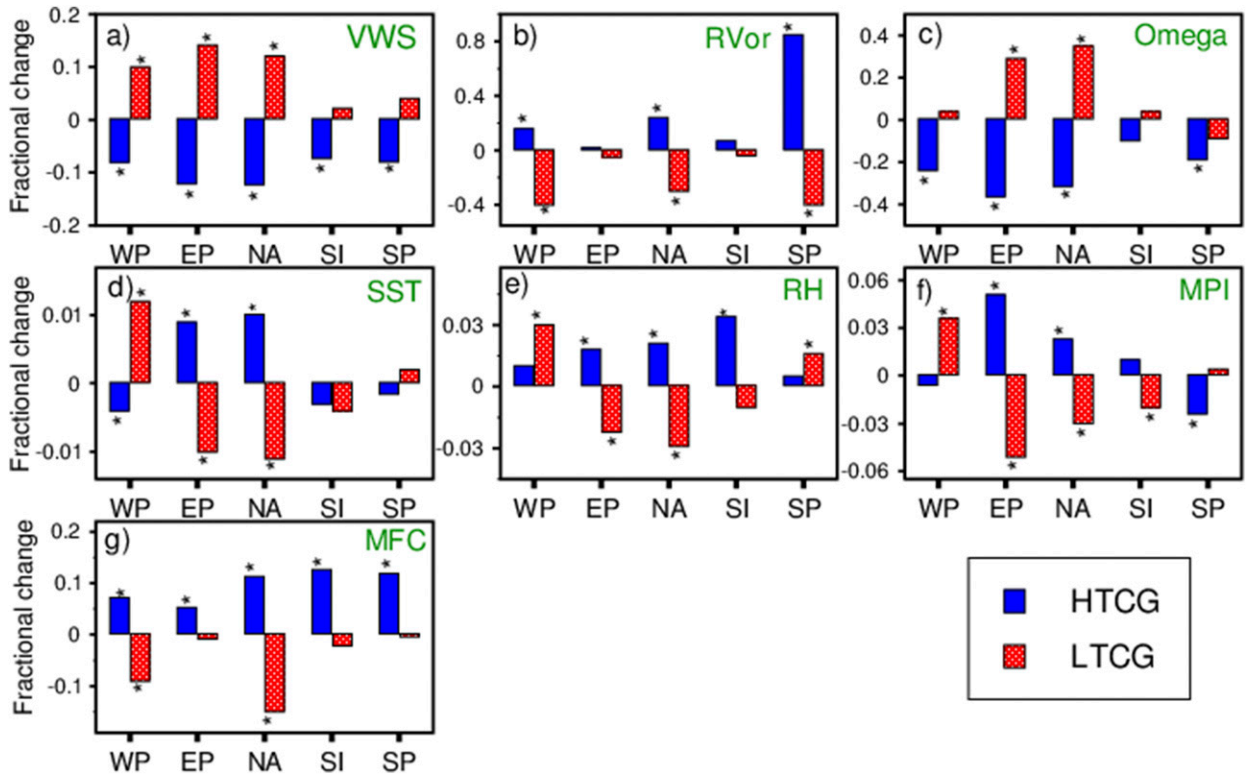 a) VWS
Fractional change
0.2
0.1
0
-0.1
-0.2
WP EP NA SI SP
b) RVor
0.8
0.4
0
-0.4
WP EP NA SI SP
c) Omega
0.4
0.2
0
-0.2
-0.4
WP EP NA SI SP
d) SST
Fractional change
0.01
0
-0.01
WP EP NA SI SP
e) RH
0.03
0
-0.03
WP EP NA SI SP
f) MPI
0.06
0.03
0
-0.03
-0.06
WP EP NA SI SP
g) MFC
Fractional change
0.2
0.1
0
-0.1
WP EP NA SI SP
HTCG
LTCG